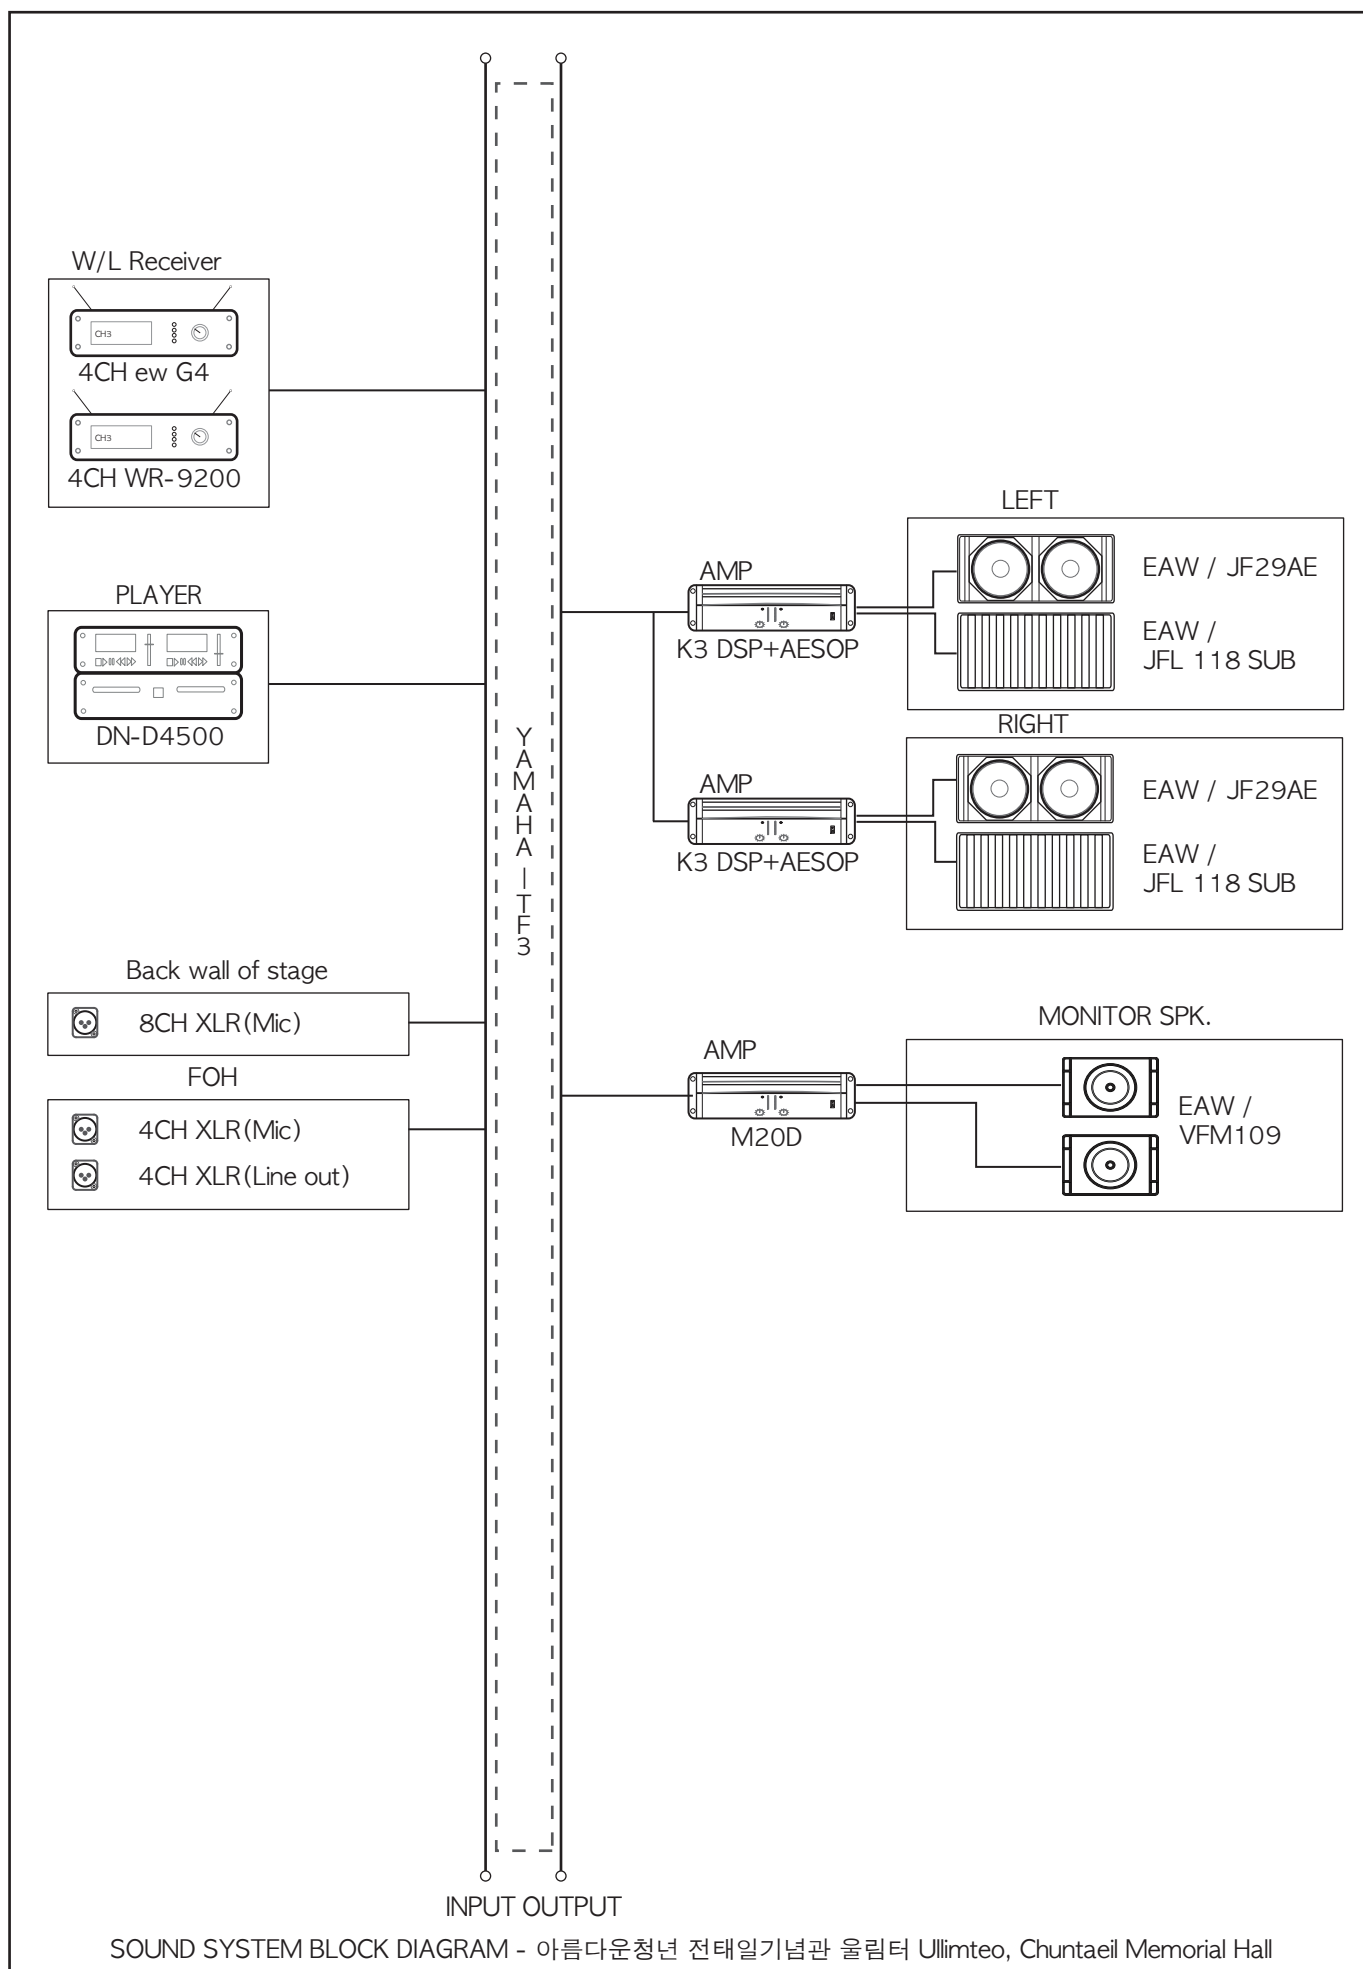 W/L Receiver
CH3
4CH ew G4
CH3
4CH WR-9200
PLAYER
DN-D4500
Back wall of stage
8CH XLR(Mic)
FOH
4CH XLR(Mic)
4CH XLR(Line out)
YAMAHA | TF3
LEFT
AMP
K3 DSP+AESOP
EAW / JF29AE
EAW /
JFL 118 SUB
RIGHT
AMP
K3 DSP+AESOP
EAW / JF29AE
EAW /
JFL 118 SUB
MONITOR SPK.
AMP
M20D
EAW /
VFM109
INPUT OUTPUT
SOUND SYSTEM BLOCK DIAGRAM - 아름다운청년 전태일기념관 울림터 Ullimteo, Chuntaeil Memorial Hall